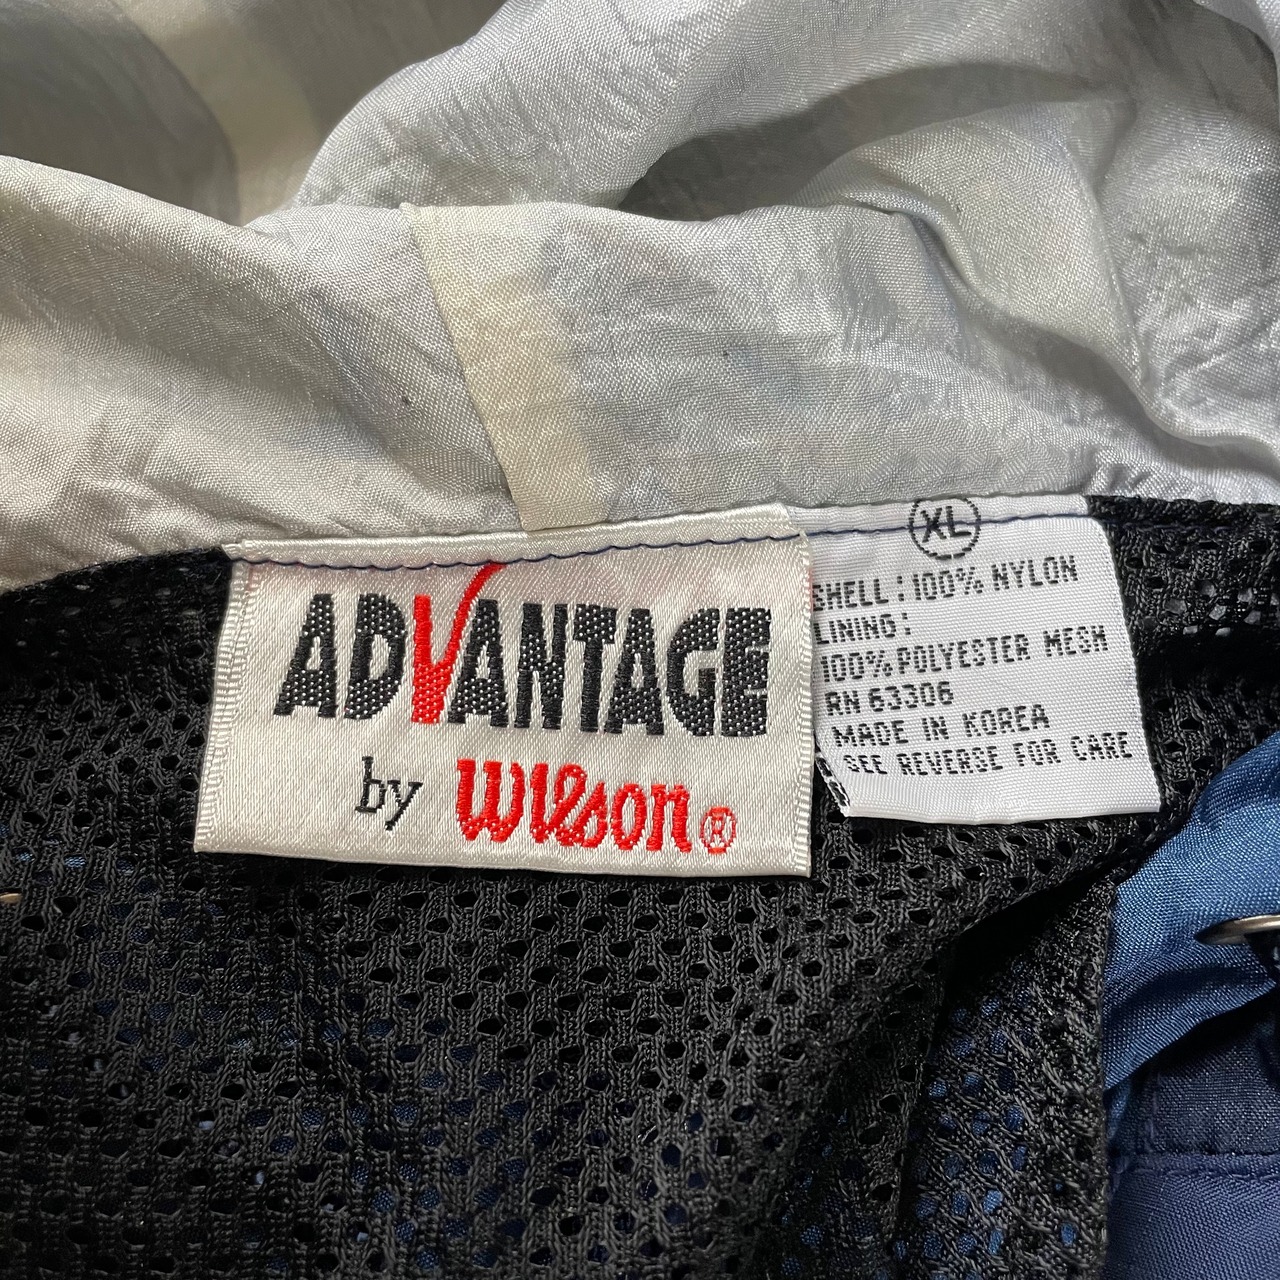 ADVANTAGE
by Wilson®
XL
SHELL: 100% NYLON
LINING:
100% POLYESTER MESH
RN 63306
MADE IN KOREA
SEE REVERSE FOR CARE